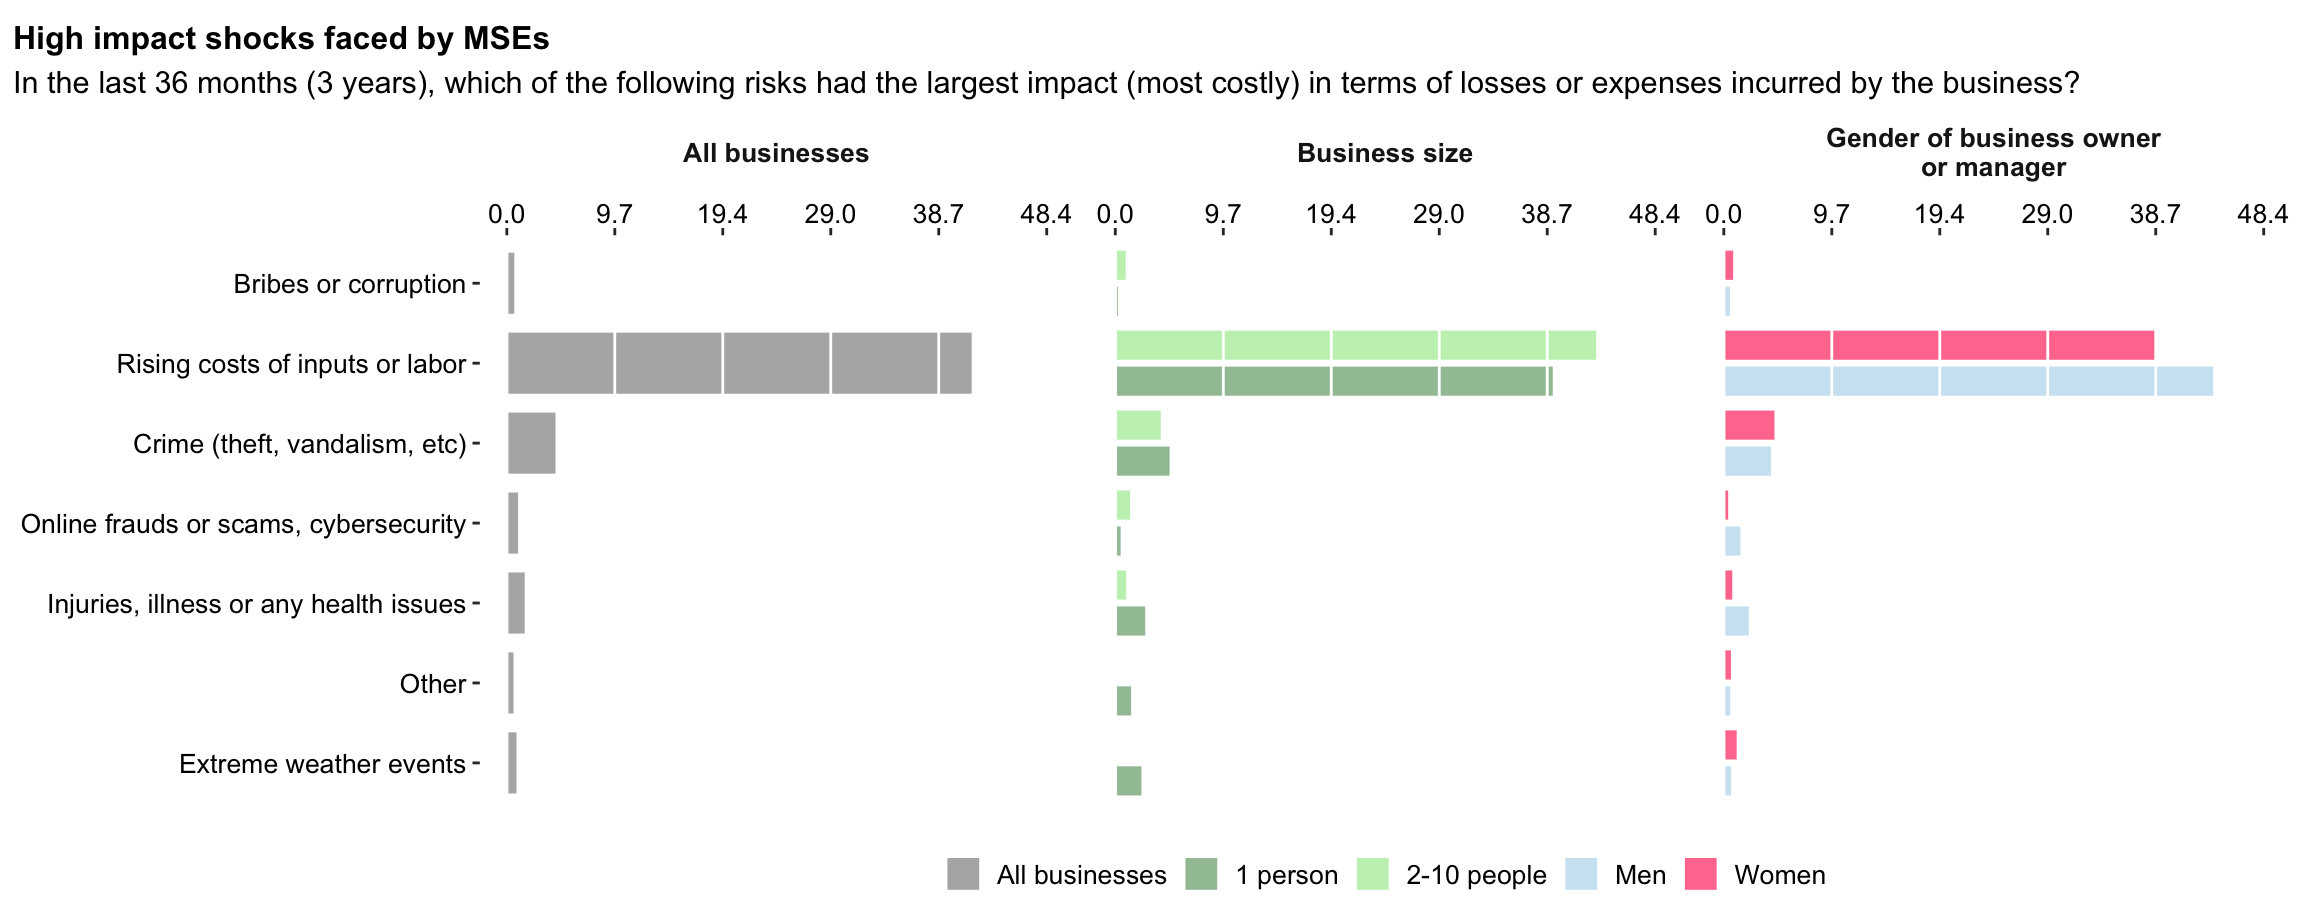 High impact shocks faced by MSEs
In the last 36 months (3 years), which of the following risks had the largest impact (most costly) in terms of losses or expenses incurred by the business?
All businesses
Business size
Gender of business owner
or manager
0.0 9.7 19.4 29.0 38.7 48.4
0.0 9.7 19.4 29.0 38.7 48.4
0.0 9.7 19.4 29.0 38.7 48.4
Bribes or corruption
Rising costs of inputs or labor
Crime (theft, vandalism, etc)
Online frauds or scams, cybersecurity
Injuries, illness or any health issues
Other
Extreme weather events
All businesses 1 person 2-10 people Men Women